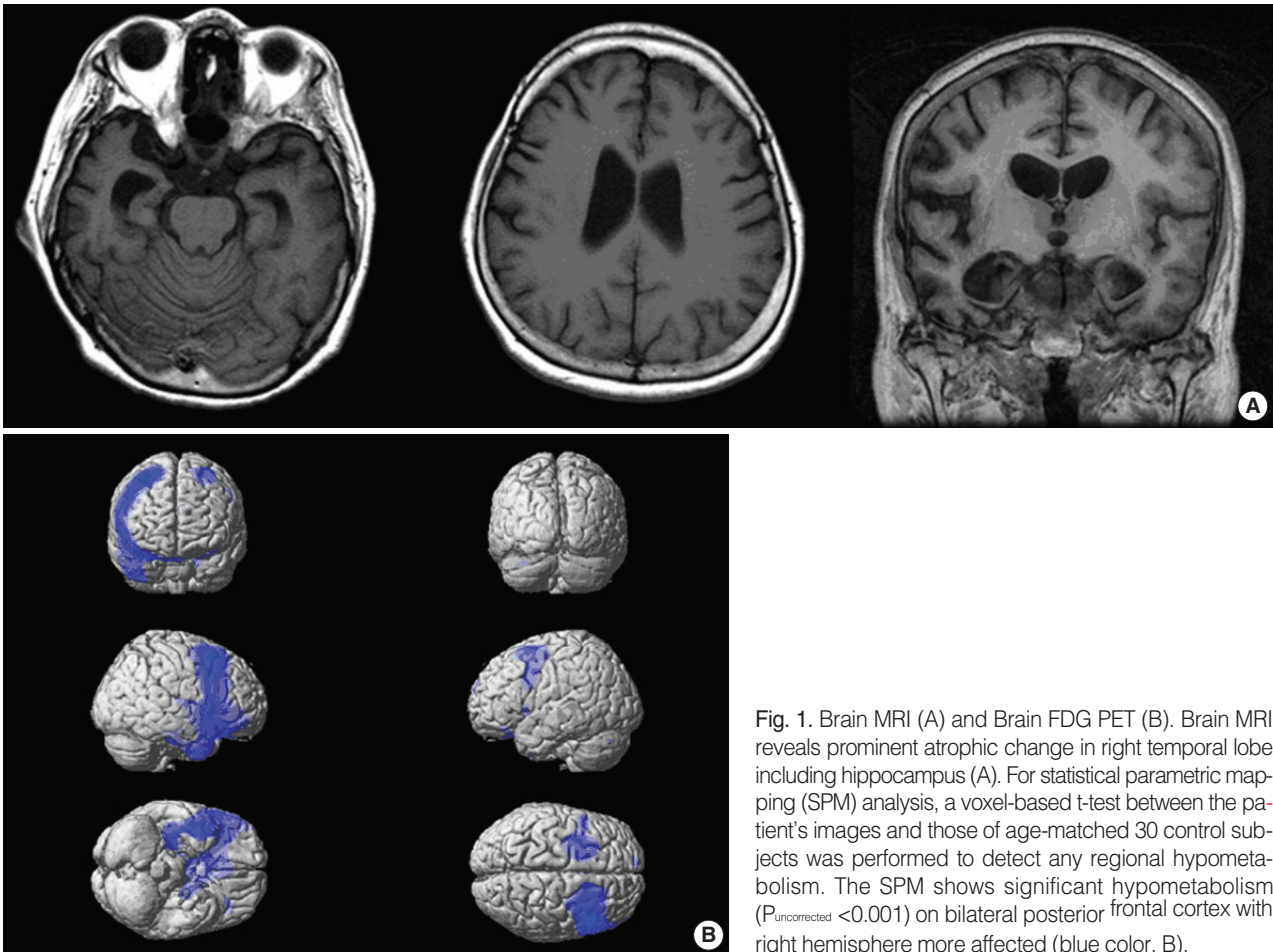 A
B
Fig. 1. Brain MRI (A) and Brain FDG PET (B). Brain MRI
reveals prominent atrophic change in right temporal lobe
including hippocampus (A). For statistical parametric map-
ping (SPM) analysis, a voxel-based t-test between the pa-
tient's images and those of age-matched 30 control sub-
jects was performed to detect any regional hypometa-
bolism. The SPM shows significant hypometabolism
(Puncorrected <0.001) on bilateral posterior frontal cortex with
right hemisphere more affected (blue color, B).